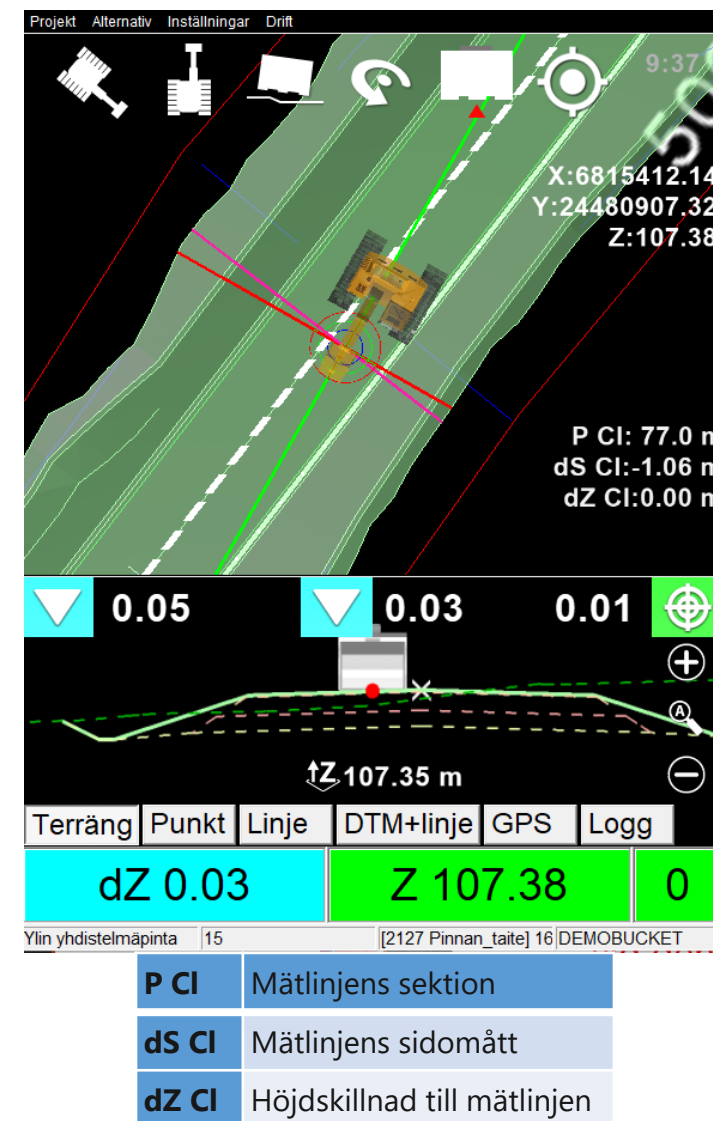 Projekt Alternativ Inställningar Drift
9:37
50
X:6815412.14
Y:24480907.32
Z:107.38
P Cl: 77.0 m
dS Cl:-1.06 m
dZ Cl:0.00 m
0.05 0.03 0.01
A
Z 107.35 m
Terräng Punkt Linje DTM+linje GPS Logg
dZ 0.03 Z 107.38 0
Ylin yhdistelmäpinta 15 [2127 Pinnan_taite] 16 DEMOBUCKET
P Cl Mätlinjens sektion
dS Cl Mätlinjens sidomått
dZ Cl Höjdskillnad till mätlinjen